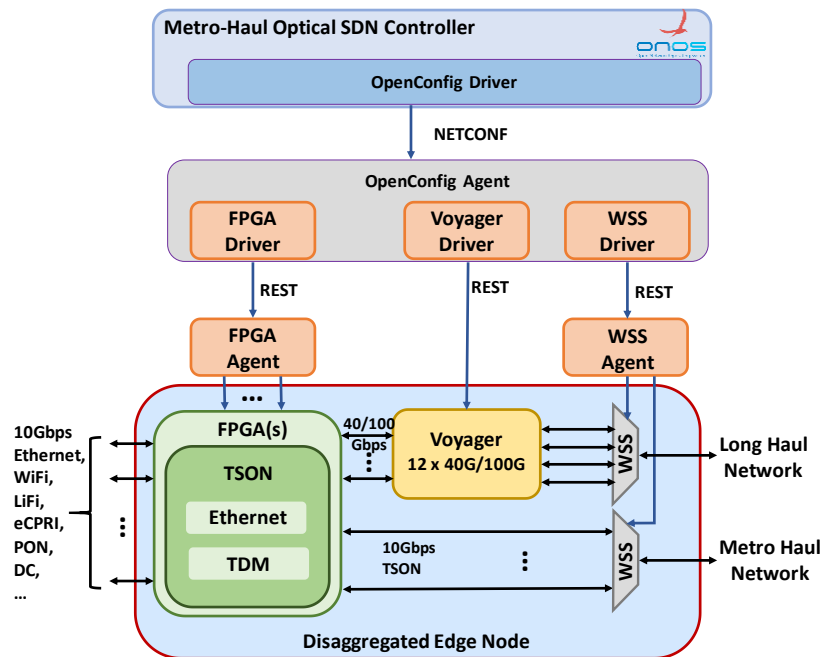 Metro-Haul Optical SDN Controller
onos
OpenConfig Driver
NETCONF
OpenConfig Agent
FPGA
Driver
Voyager
Driver
WSS
Driver
REST
REST
REST
FPGA
Agent
WSS
Agent
...
10Gbps
Ethernet,
WiFi,
LiFi,
eCPRI,
PON,
DC,
...
FPGA(s)
TSON
Ethernet
TDM
40/100
Gbps
Voyager
12 x 40G/100G
WSS
Long Haul
Network
10Gbps
TSON
WSS
Metro Haul
Network
Disaggregated Edge Node